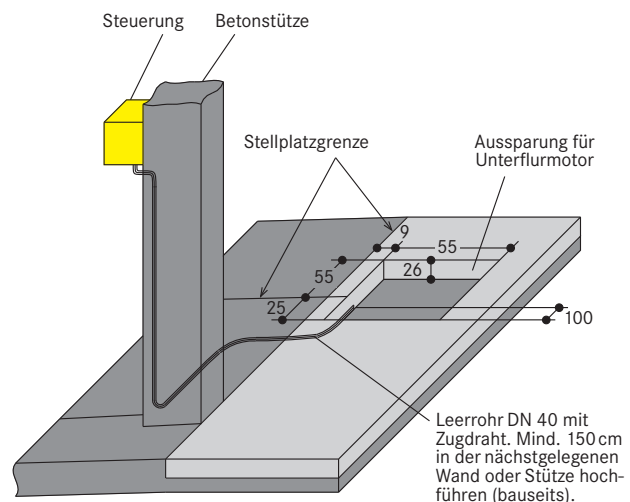 Steuerung
Betonstütze
Stellplatzgrenze
Aussparung für
Unterflurmotor
9
55
55
26
25
100
Leerrohr DN 40 mit
Zugdraht. Mind. 150 cm
in der nächstgelegenen
Wand oder Stütze hoch-
führen (bauseits).